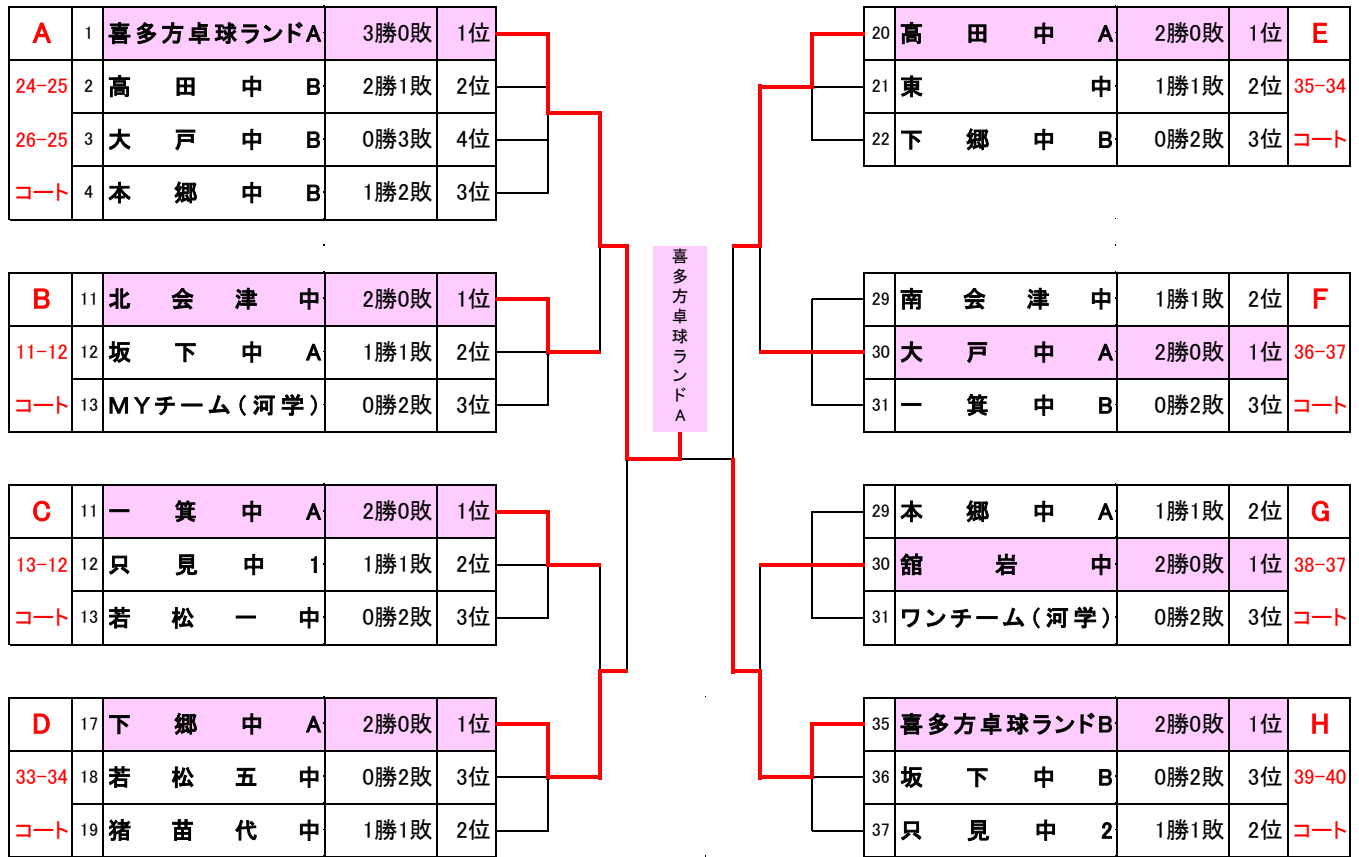 A 1 喜多方卓球ランドA 3勝0敗 1位
24-25 2 高田中B 2勝1敗 2位
26-25 3 大戸中B 0勝3敗 4位
コート 4 本郷中B 1勝2敗 3位
B 11 北会津中 2勝0敗 1位
11-12 12 坂下中A 1勝1敗 2位
コート 13 MYチーム(河学) 0勝2敗 3位
C 11 一箕中A 2勝0敗 1位
13-12 12 只見中1 1勝1敗 2位
コート 13 若松一中 0勝2敗 3位
D 17 下郷中A 2勝0敗 1位
33-34 18 若松五中 0勝2敗 3位
コート 19 猪苗代中 1勝1敗 2位
喜多方卓球ランドA
20 高田中A 2勝0敗 1位 E
21 東中 1勝1敗 2位 35-34
22 下郷中B 0勝2敗 3位 コート
29 南会津中 1勝1敗 2位 F
30 大戸中A 2勝0敗 1位 36-37
31 一箕中B 0勝2敗 3位 コート
29 本郷中A 1勝1敗 2位 G
30 舘岩中 2勝0敗 1位 38-37
31 ワンチーム(河学) 0勝2敗 3位 コート
35 喜多方卓球ランドB 2勝0敗 1位 H
36 坂下中B 0勝2敗 3位 39-40
37 只見中2 1勝1敗 2位 コート